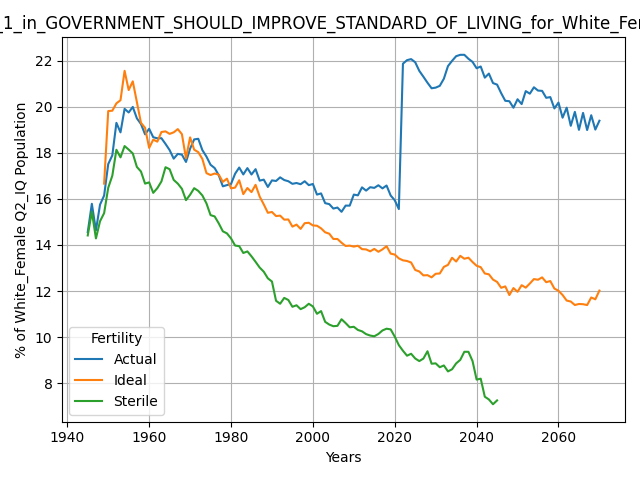 _1_in_GOVERNMENT_SHOULD_IMPROVE_STANDARD_OF_LIVING_for_White_Fe
% of White_Female Q2_IQ Population
22
20
18
16
14
12
10
8
Fertility
Actual
Ideal
Sterile
1940
1960
1980
2000
2020
2040
2060
Years